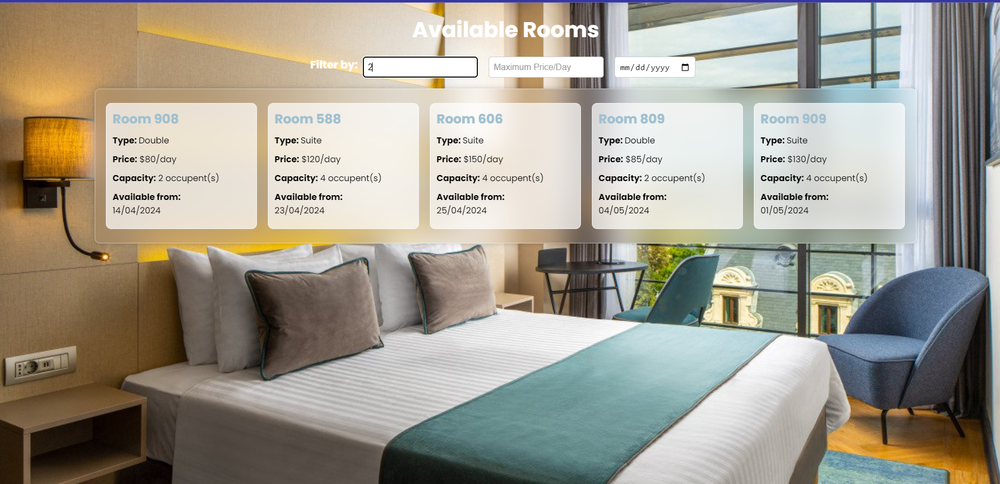 Available Rooms
Filter by: 2 Maximum Price/Day mm/dd/yyyy
Room 908
Type: Double
Price: $80/day
Capacity: 2 occupent(s)
Available from:
14/04/2024
Room 588
Type: Suite
Price: $120/day
Capacity: 4 occupent(s)
Available from:
23/04/2024
Room 606
Type: Suite
Price: $150/day
Capacity: 4 occupent(s)
Available from:
25/04/2024
Room 809
Type: Double
Price: $85/day
Capacity: 2 occupent(s)
Available from:
04/05/2024
Room 909
Type: Suite
Price: $130/day
Capacity: 4 occupent(s)
Available from:
01/05/2024